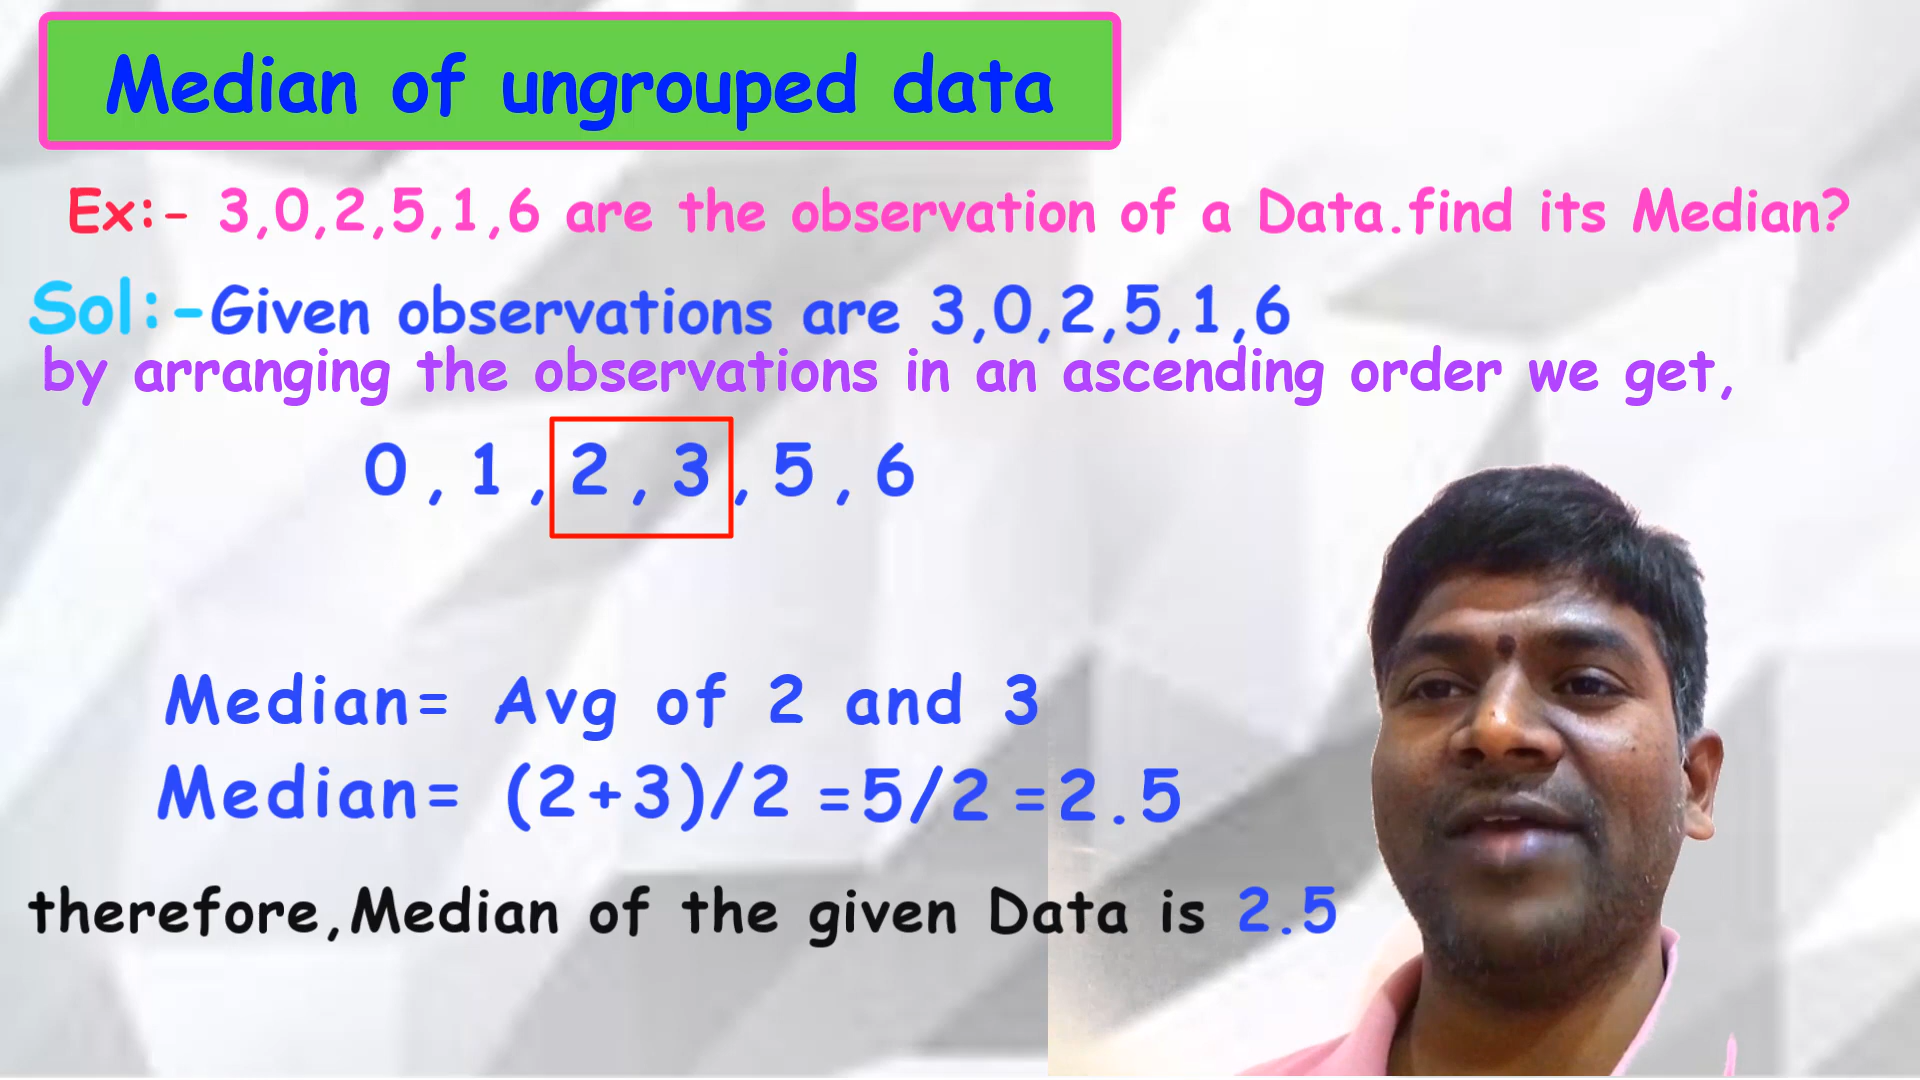 Median of ungrouped data
Ex:- 3,0,2,5,1,6 are the observation of a Data.find its Median?
Sol:-Given observations are 3,0,2,5,1,6
by arranging the observations in an ascending order we get,
0 , 1 , 2 , 3 , 5 , 6
Median= Avg of 2 and 3
Median= (2+3)/2 =5/2 =2.5
therefore,Median of the given Data is 2.5